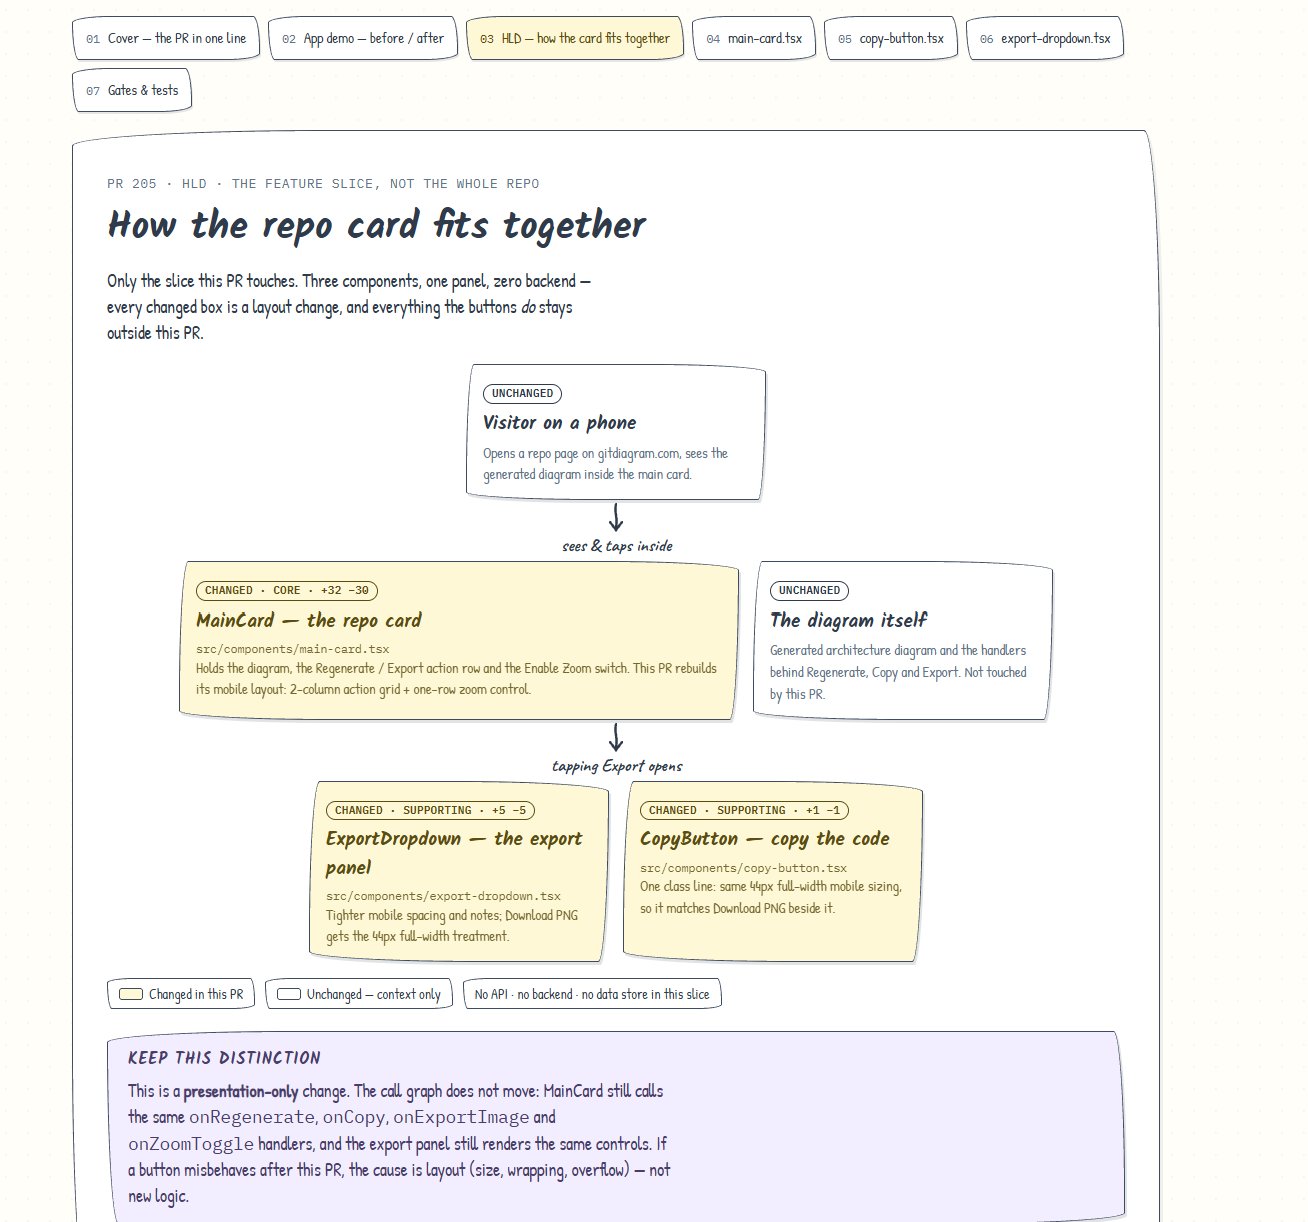 01 Cover — the PR in one line
02 App demo — before / after
03 HLD — how the card fits together
04 main-card.tsx
05 copy-button.tsx
06 export-dropdown.tsx
07 Gates & tests
PR 205 · HLD · THE FEATURE SLICE, NOT THE WHOLE REPO
How the repo card fits together
Only the slice this PR touches. Three components, one panel, zero backend —
every changed box is a layout change, and everything the buttons do stays
outside this PR.
UNCHANGED
Visitor on a phone
Opens a repo page on gitdiagram.com, sees the
generated diagram inside the main card.
sees & taps inside
CHANGED · CORE · +32 −30
MainCard — the repo card
src/components/main-card.tsx
Holds the diagram, the Regenerate / Export action row and the Enable Zoom switch. This PR rebuilds
its mobile layout: 2-column action grid + one-row zoom control.
UNCHANGED
The diagram itself
Generated architecture diagram and the handlers
behind Regenerate, Copy and Export. Not touched
by this PR.
tapping Export opens
CHANGED · SUPPORTING · +5 −5
ExportDropdown — the export
panel
src/components/export-dropdown.tsx
Tighter mobile spacing and notes; Download PNG
gets the 44px full-width treatment.
CHANGED · SUPPORTING · +1 −1
CopyButton — copy the code
src/components/copy-button.tsx
One class line: same 44px full-width mobile sizing,
so it matches Download PNG beside it.
Changed in this PR
Unchanged — context only
No API · no backend · no data store in this slice
KEEP THIS DISTINCTION
This is a presentation-only change. The call graph does not move: MainCard still calls
the same onRegenerate, onCopy, onExportImage and
onZoomToggle handlers, and the export panel still renders the same controls. If
a button misbehaves after this PR, the cause is layout (size, wrapping, overflow) — not
new logic.